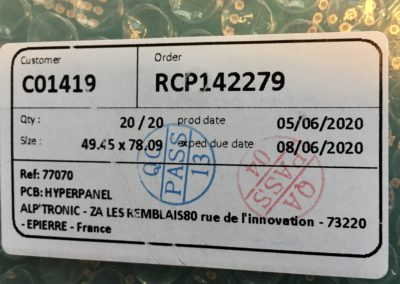 Customer Order
C01419 RCP142279
Qty : 20 / 20 prod date 05/06/2020
Size : 49.45 x 78.09 exped due date 08/06/2020
QC PASS 13
QA PASS 04
Ref: 77070
PCB: HYPERPANEL
ALP'TRONIC - ZA LES REMBLAIS80 rue de l'innovation - 73220
- EPIERRE - France